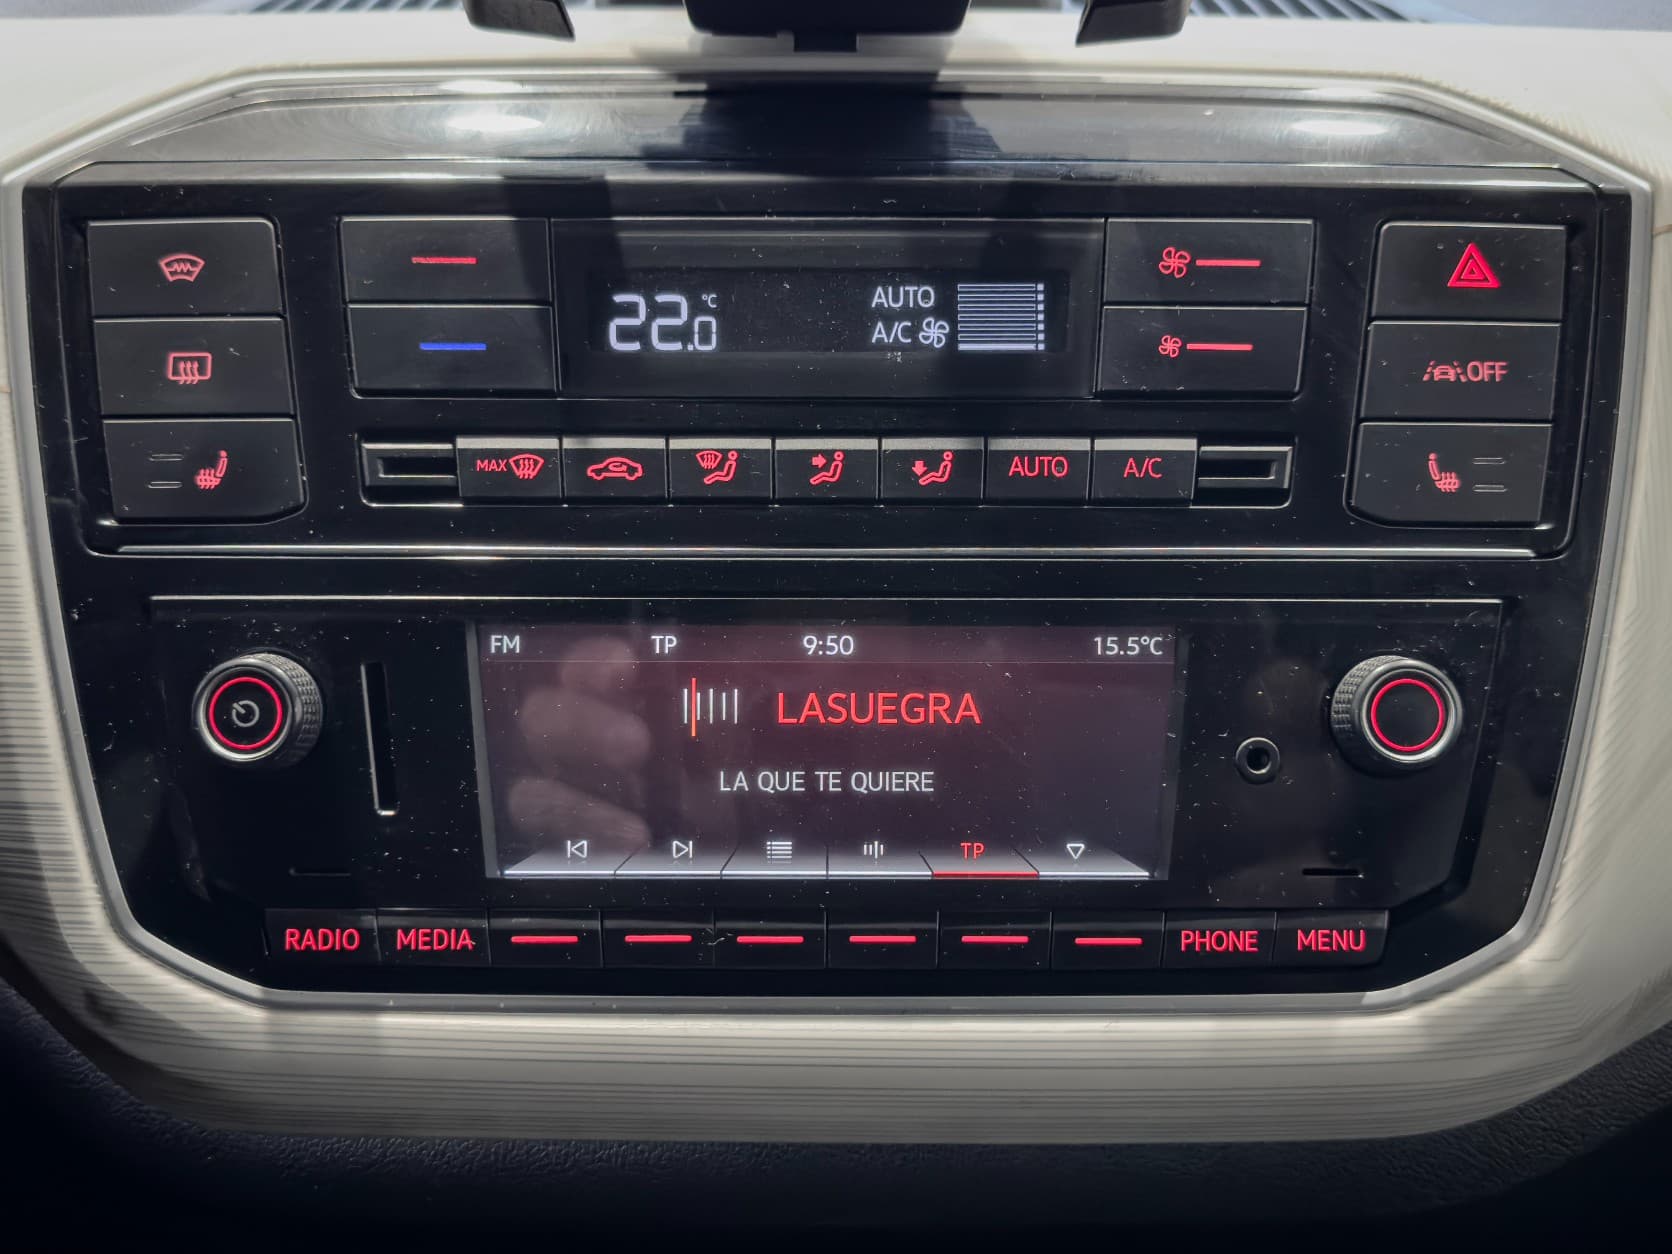 22.0 °C AUTO
A/C
OFF
MAX AUTO A/C
FM TP 9:50 15.5°C
LASUEGRA
LA QUE TE QUIERE
TP
RADIO MEDIA PHONE MENU